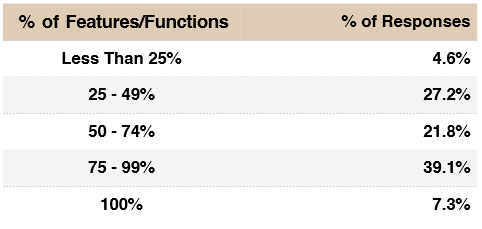 % of Features/Functions % of Responses
Less Than 25% 4.6%
25 - 49% 27.2%
50 - 74% 21.8%
75 - 99% 39.1%
100% 7.3%